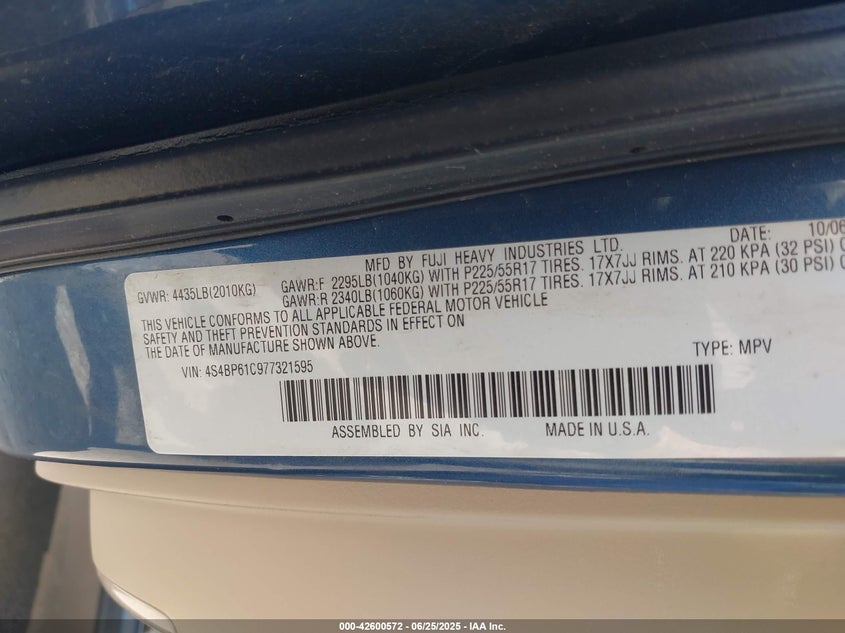 MFD BY FUJI HEAVY INDUSTRIES LTD. DATE: 10/06
GVWR: 4435LB(2010KG) GAWR:F 2295LB(1040KG) WITH P225/55R17 TIRES. 17X7JJ RIMS. AT 220 KPA (32 PSI)
GAWR:R 2340LB(1060KG) WITH P225/55R17 TIRES. 17X7JJ RIMS. AT 210 KPA (30 PSI)
THIS VEHICLE CONFORMS TO ALL APPLICABLE FEDERAL MOTOR VEHICLE
SAFETY AND THEFT PREVENTION STANDARDS IN EFFECT ON
THE DATE OF MANUFACTURE SHOWN ABOVE.
VIN: 4S4BP61C977321595 TYPE: MPV
ASSEMBLED BY SIA INC. MADE IN U.S.A.
000-42600572 - 06/25/2025 - IAA Inc.